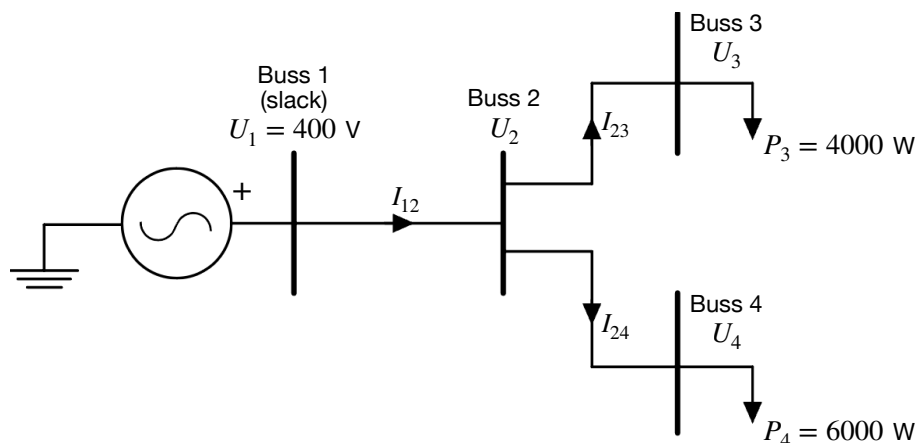 Buss 1
(slack)
U₁ = 400 V
+
I₁₂
Buss 2
U₂
I₂₃
I₂₄
Buss 3
U₃
P₃ = 4000 W
Buss 4
U₄
P₄ = 6000 W